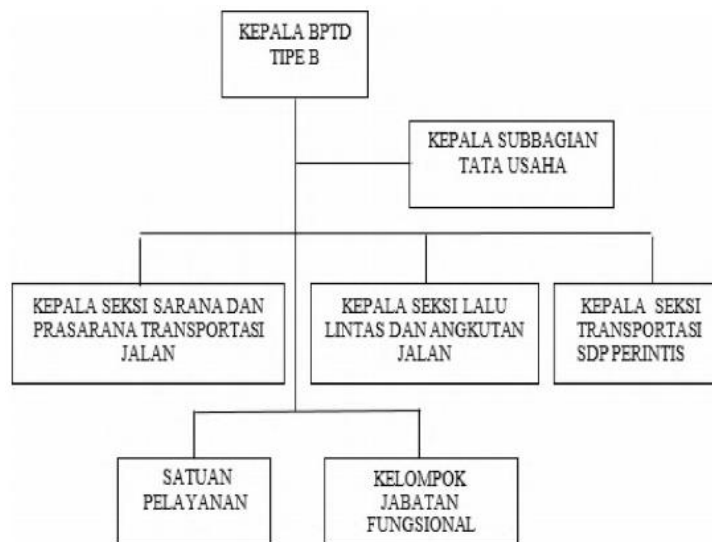 KEPALA BPTD
TIPE B
KEPALA SUBBAGIAN
TATA USAHA
KEPALA SEKSI SARANA DAN
PRASARANA TRANSPORTASI
JALAN
KEPALA SEKSI LALU
LINTAS DAN ANGKUTAN
JALAN
KEPALA SEKSI
TRANSPORTASI
SDP PERINTIS
SATUAN
PELAYANAN
KELOMPOK
JABATAN
FUNGSIONAL